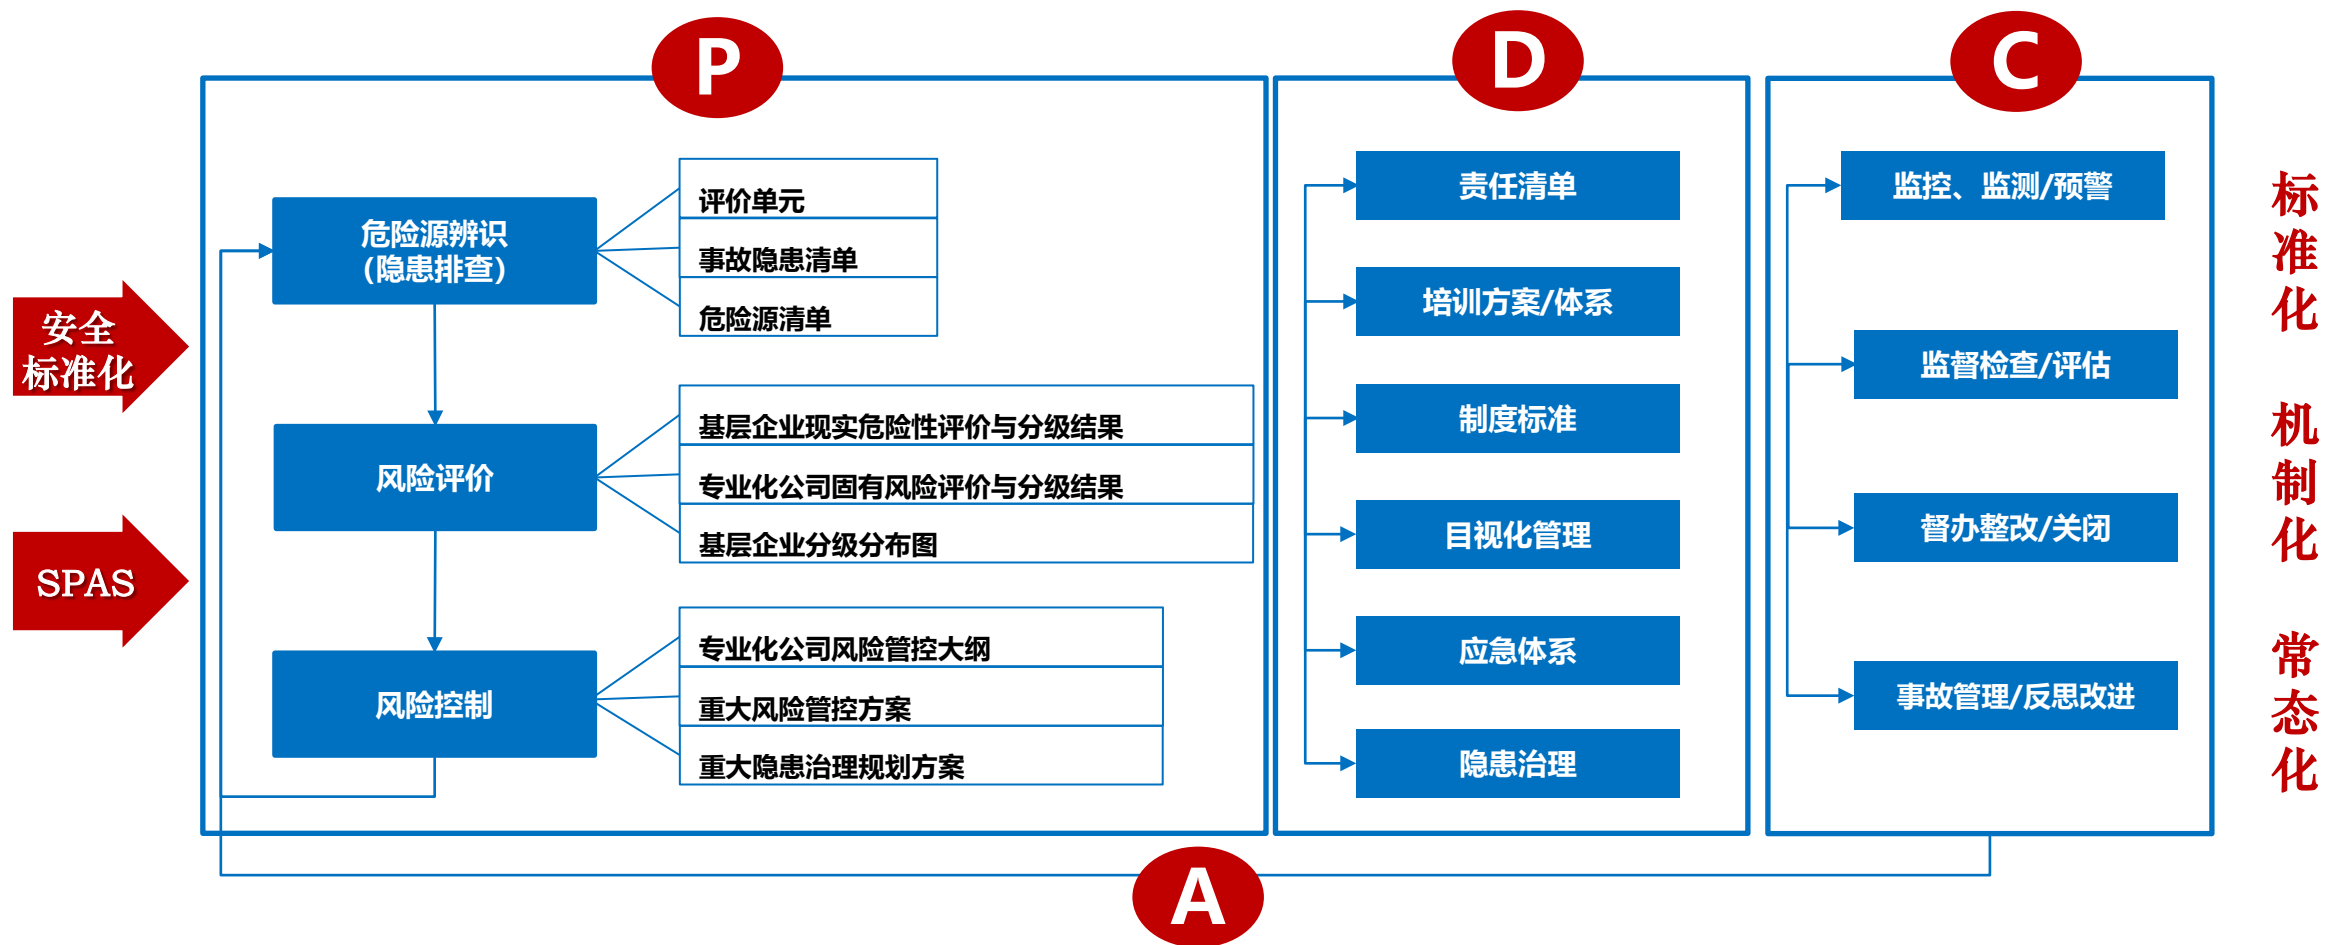 P
D
C
安全
标准化
SPAS
危险源辨识
（隐患排查）
评价单元
事故隐患清单
危险源清单
风险评价
基层企业现实危险性评价与分级结果
专业化公司固有风险评价与分级结果
基层企业分级分布图
风险控制
专业化公司风险管控大纲
重大风险管控方案
重大隐患治理规划方案
责任清单
培训方案/体系
制度标准
目视化管理
应急体系
隐患治理
监控、监测/预警
监督检查/评估
督办整改/关闭
事故管理/反思改进
标准化
机制化
常态化
A